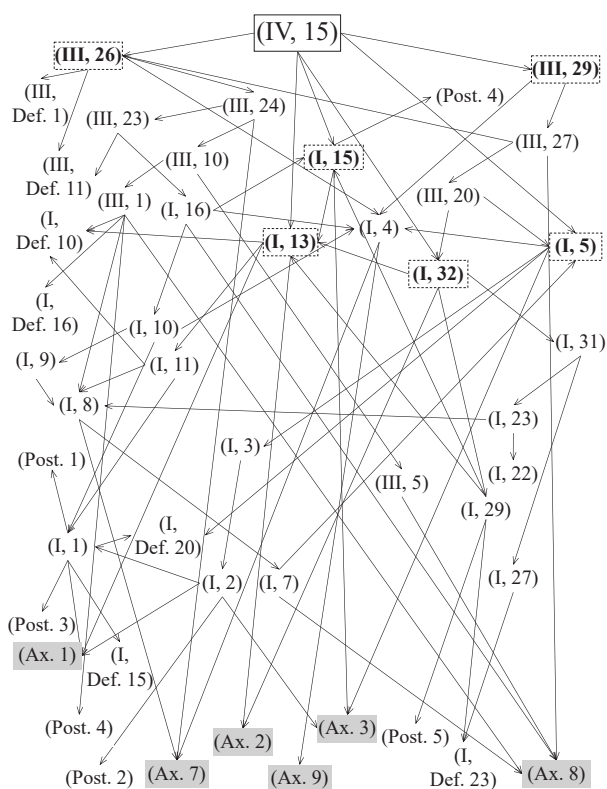 (IV, 15)
(III, 26)
(III, 29)
(III,
Def. 1)
(III, 23)
(III, 24)
(Post. 4)
(III, 27)
(III,
Def. 11)
(III, 10)
(I, 15)
(III, 1)
(I, 16)
(III, 20)
(I,
Def. 10)
(I, 4)
(I, 13)
(I, 5)
(I, 32)
(I,
Def. 16)
(I, 10)
(I, 31)
(I, 9)
(I, 11)
(I, 8)
(I, 23)
(I, 3)
(Post. 1)
(I, 22)
(III, 5)
(I, 29)
(I,
Def. 20)
(I, 1)
(I, 2)
(I, 7)
(I, 27)
(Post. 3)
(Ax. 1)
(I,
Def. 15)
(Post. 4)
(Ax. 2)
(Ax. 3)
(Post. 5)
(I,
Def. 23)
(Post. 2)
(Ax. 7)
(Ax. 9)
(Ax. 8)